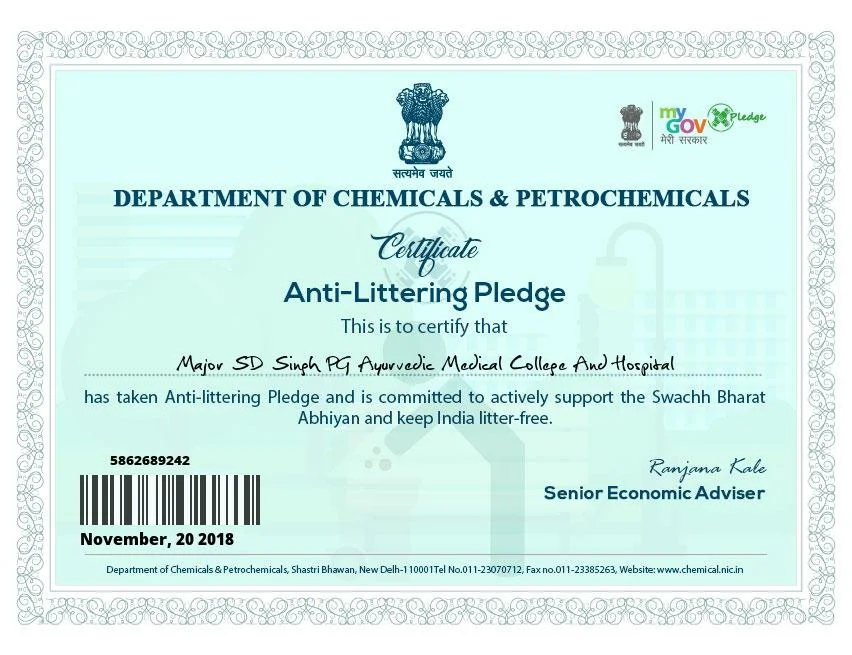 सत्यमेव जयते
सत्यमेव जयते
my
GOV
मेरी सरकार
Pledge
DEPARTMENT OF CHEMICALS & PETROCHEMICALS
Certificate
Anti-Littering Pledge
This is to certify that
Major SD Singh PG Ayurvedic Medical College And Hospital
has taken Anti-littering Pledge and is committed to actively support the Swachh Bharat
Abhiyan and keep India litter-free.
5862689242
November, 20 2018
Ranjana Kale
Senior Economic Adviser
Department of Chemicals & Petrochemicals, Shastri Bhawan, New Delh-110001Tel No.011-23070712, Fax no.011-23385263, Website: www.chemical.nic.in